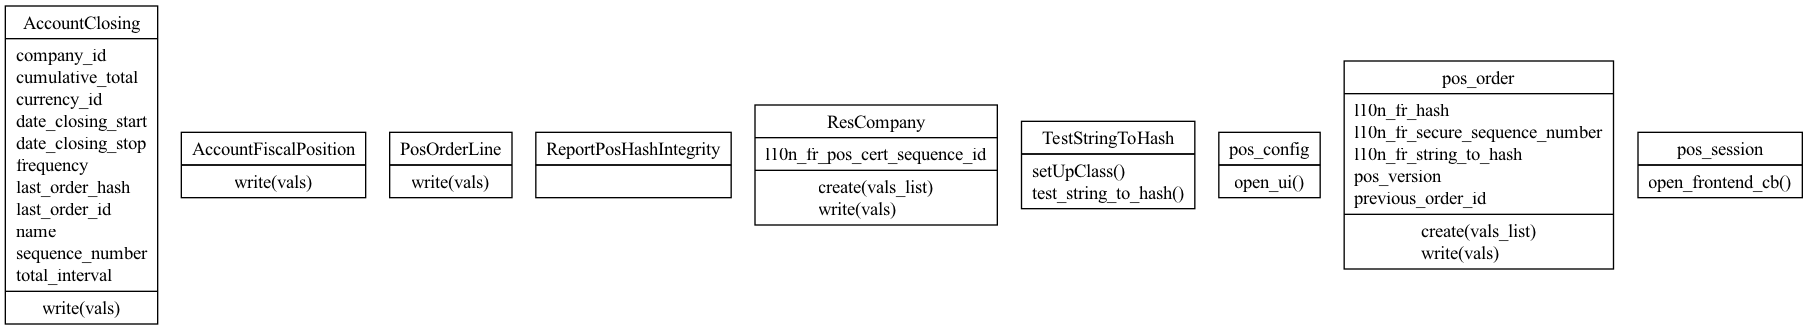 AccountClosing
company_id
cumulative_total
currency_id
date_closing_start
date_closing_stop
frequency
last_order_hash
last_order_id
name
sequence_number
total_interval
write(vals)
AccountFiscalPosition
write(vals)
PosOrderLine
write(vals)
ReportPosHashIntegrity
ResCompany
l10n_fr_pos_cert_sequence_id
create(vals_list)
write(vals)
TestStringToHash
setUpClass()
test_string_to_hash()
pos_config
open_ui()
pos_order
l10n_fr_hash
l10n_fr_secure_sequence_number
l10n_fr_string_to_hash
pos_version
previous_order_id
create(vals_list)
write(vals)
pos_session
open_frontend_cb()